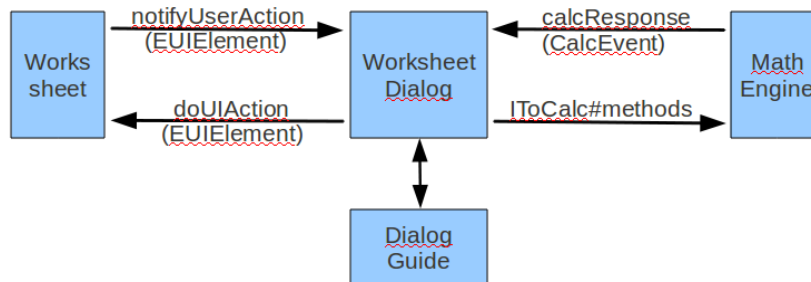 notifyUserAction
(EUIElement)
calcResponse
(CalcEvent)
Works
sheet
Worksheet
Dialog
Math
Engine
doUIAction
(EUIElement)
IToCalc#methods
Dialog
Guide